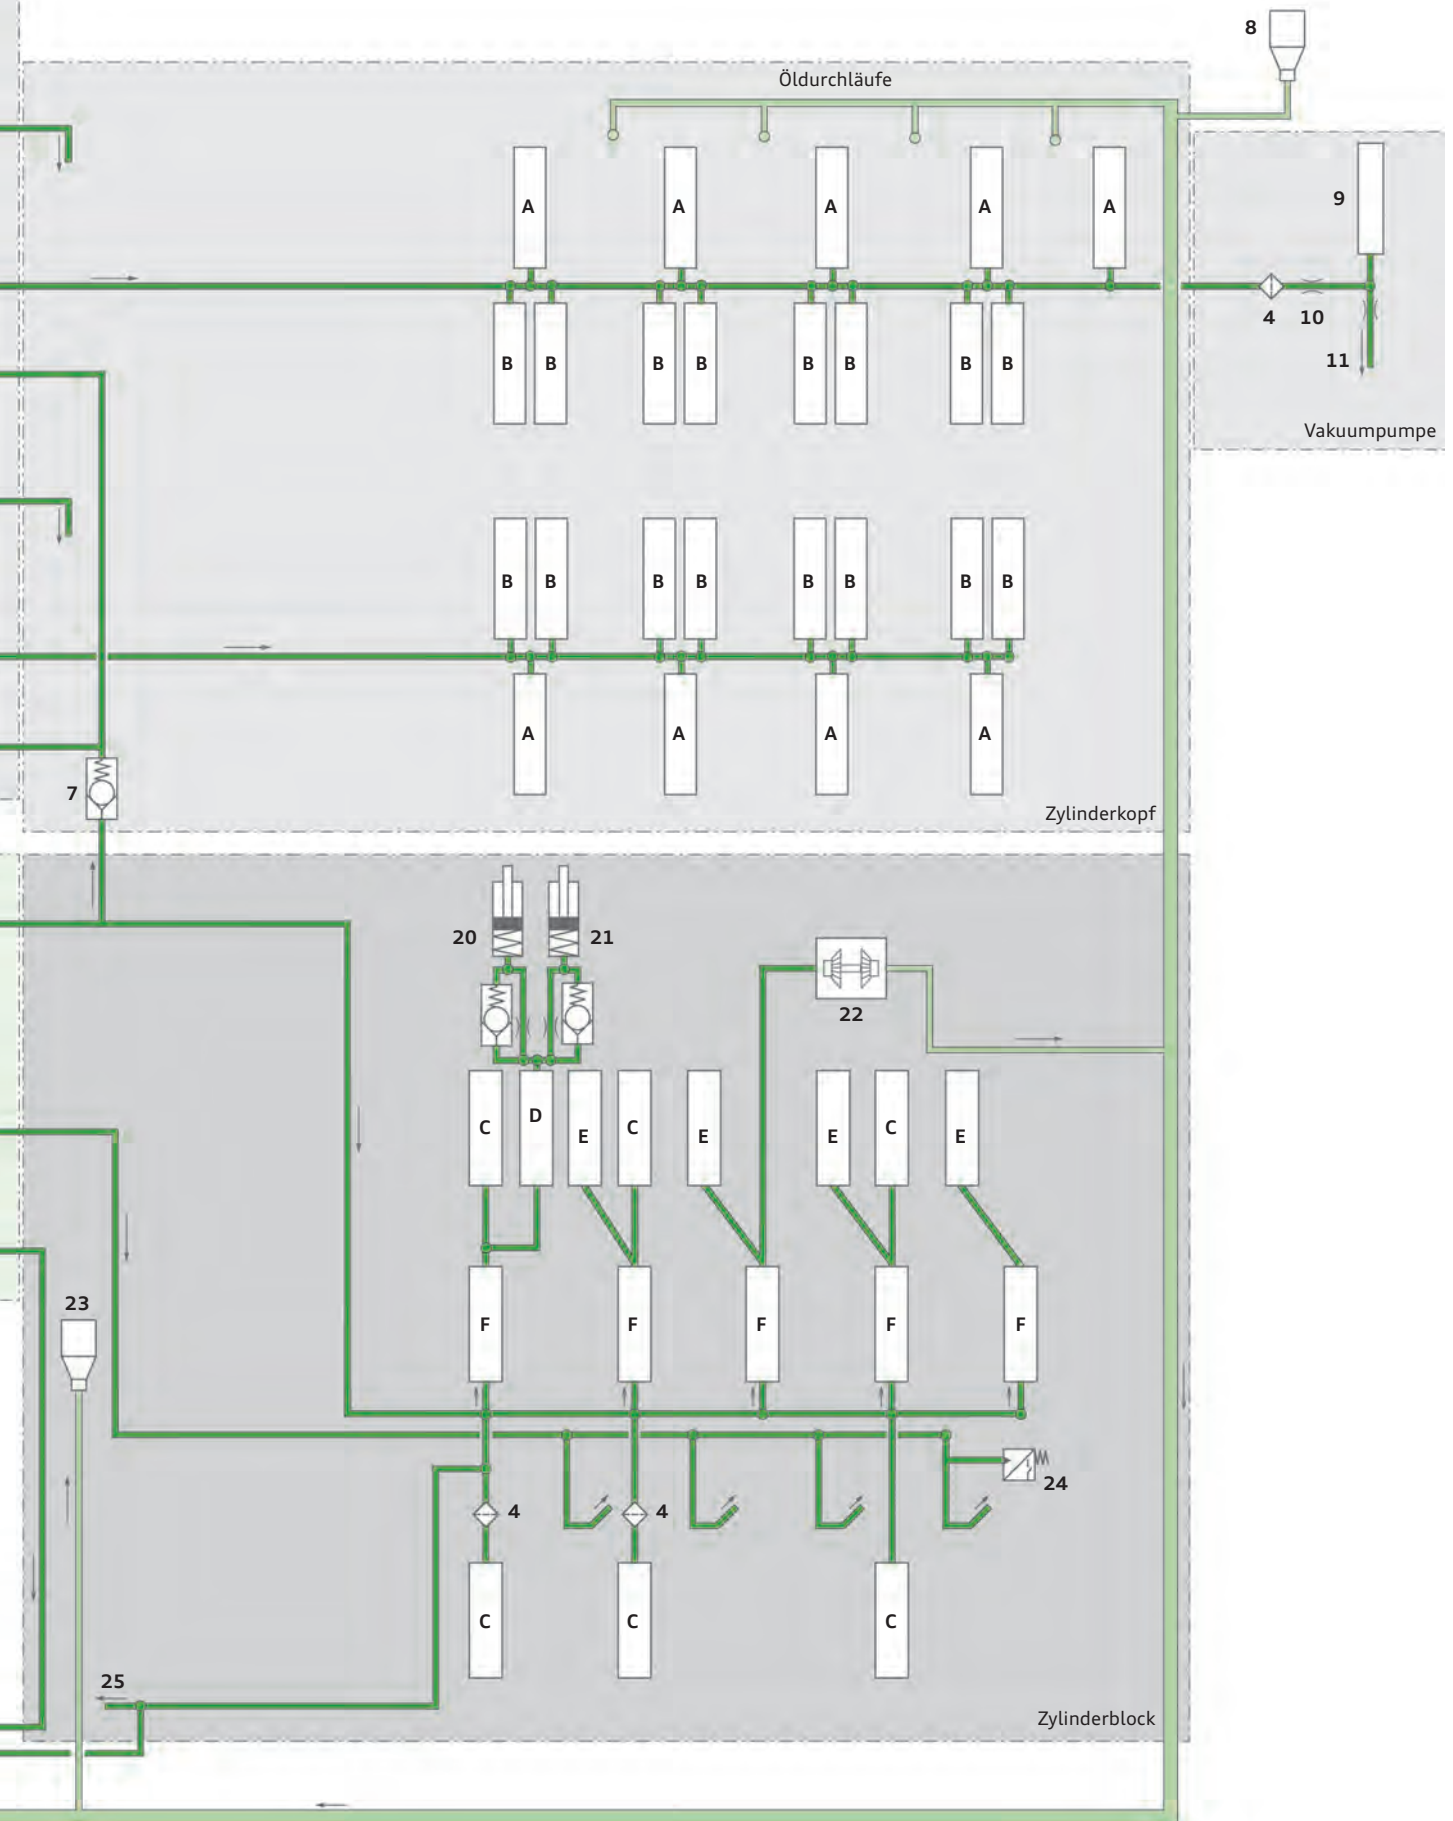 8
Öldurchläufe
A A A A A
9
4 10
11
B B B B B B B B
Vakuumpumpe
B B B B B B B B
A A A A
7
Zylinderkopf
20 21
22
C D E C E E C E
23
F F F F F
24
4 4
C C C
25
Zylinderblock